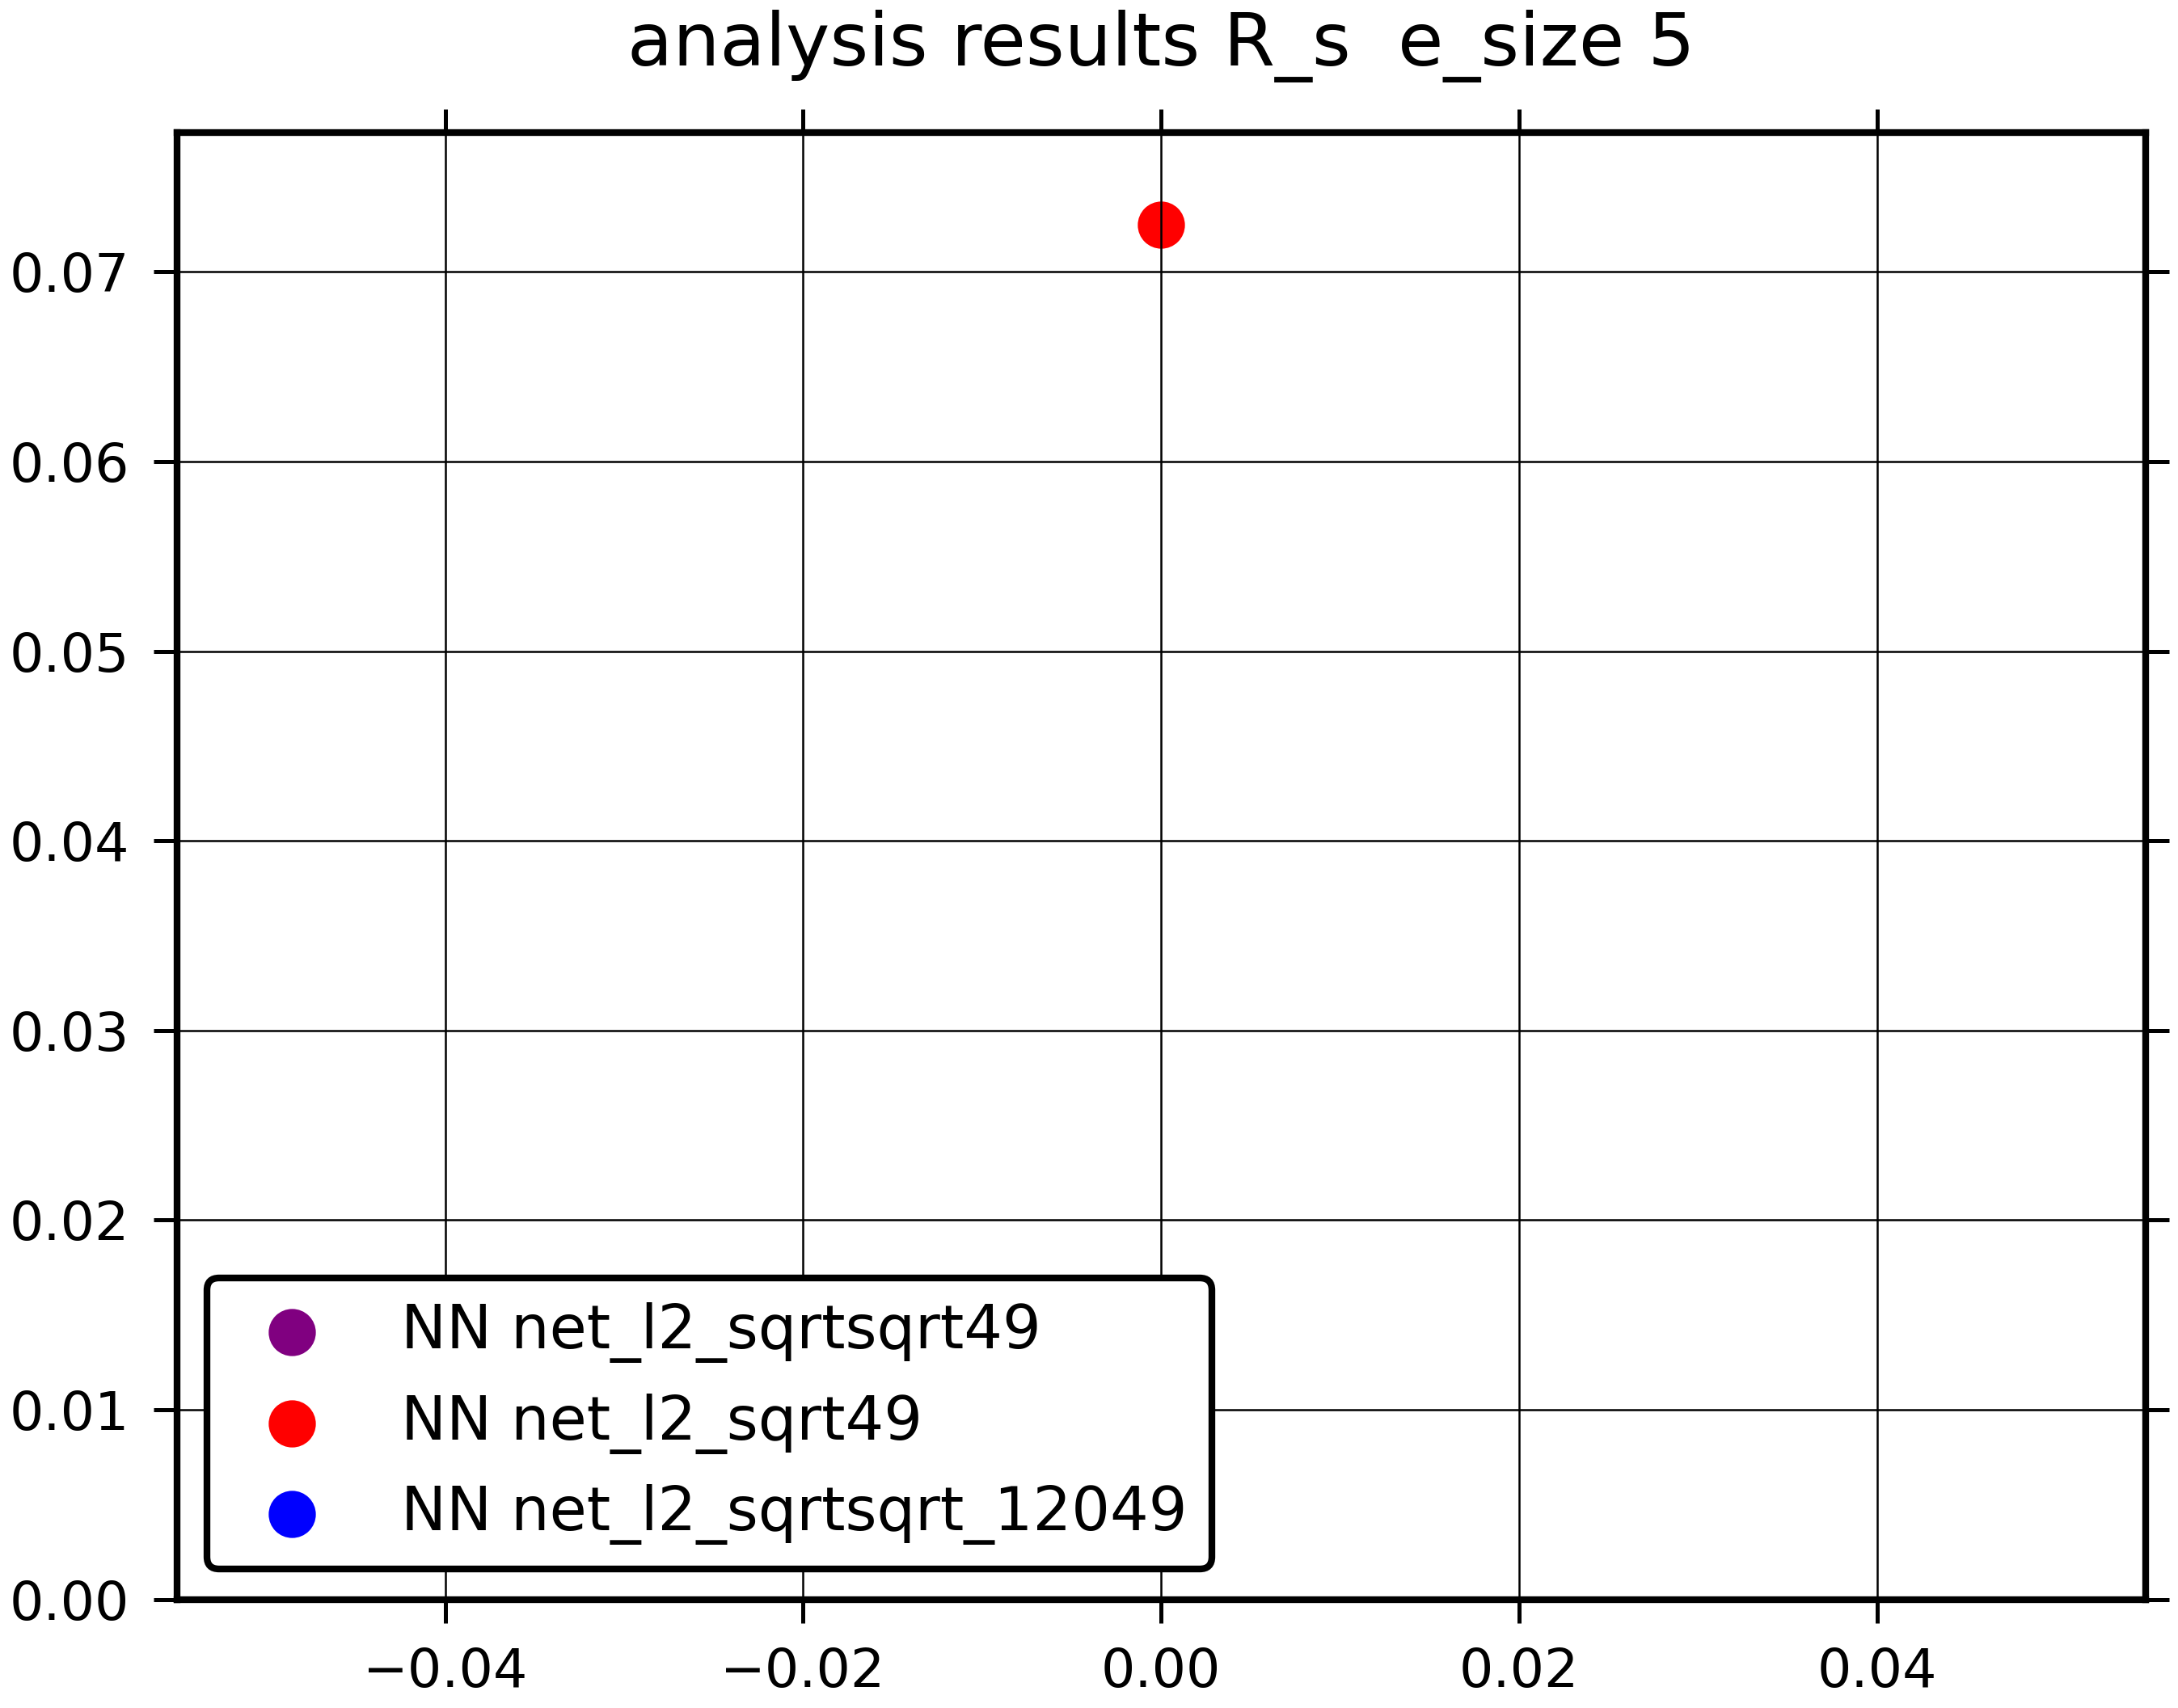 analysis results R_s  e_size 5
0.07
0.06
0.05
0.04
0.03
0.02
0.01
0.00
NN net_l2_sqrtsqrt49
NN net_l2_sqrt49
NN net_l2_sqrtsqrt_12049
−0.04 −0.02 0.00 0.02 0.04